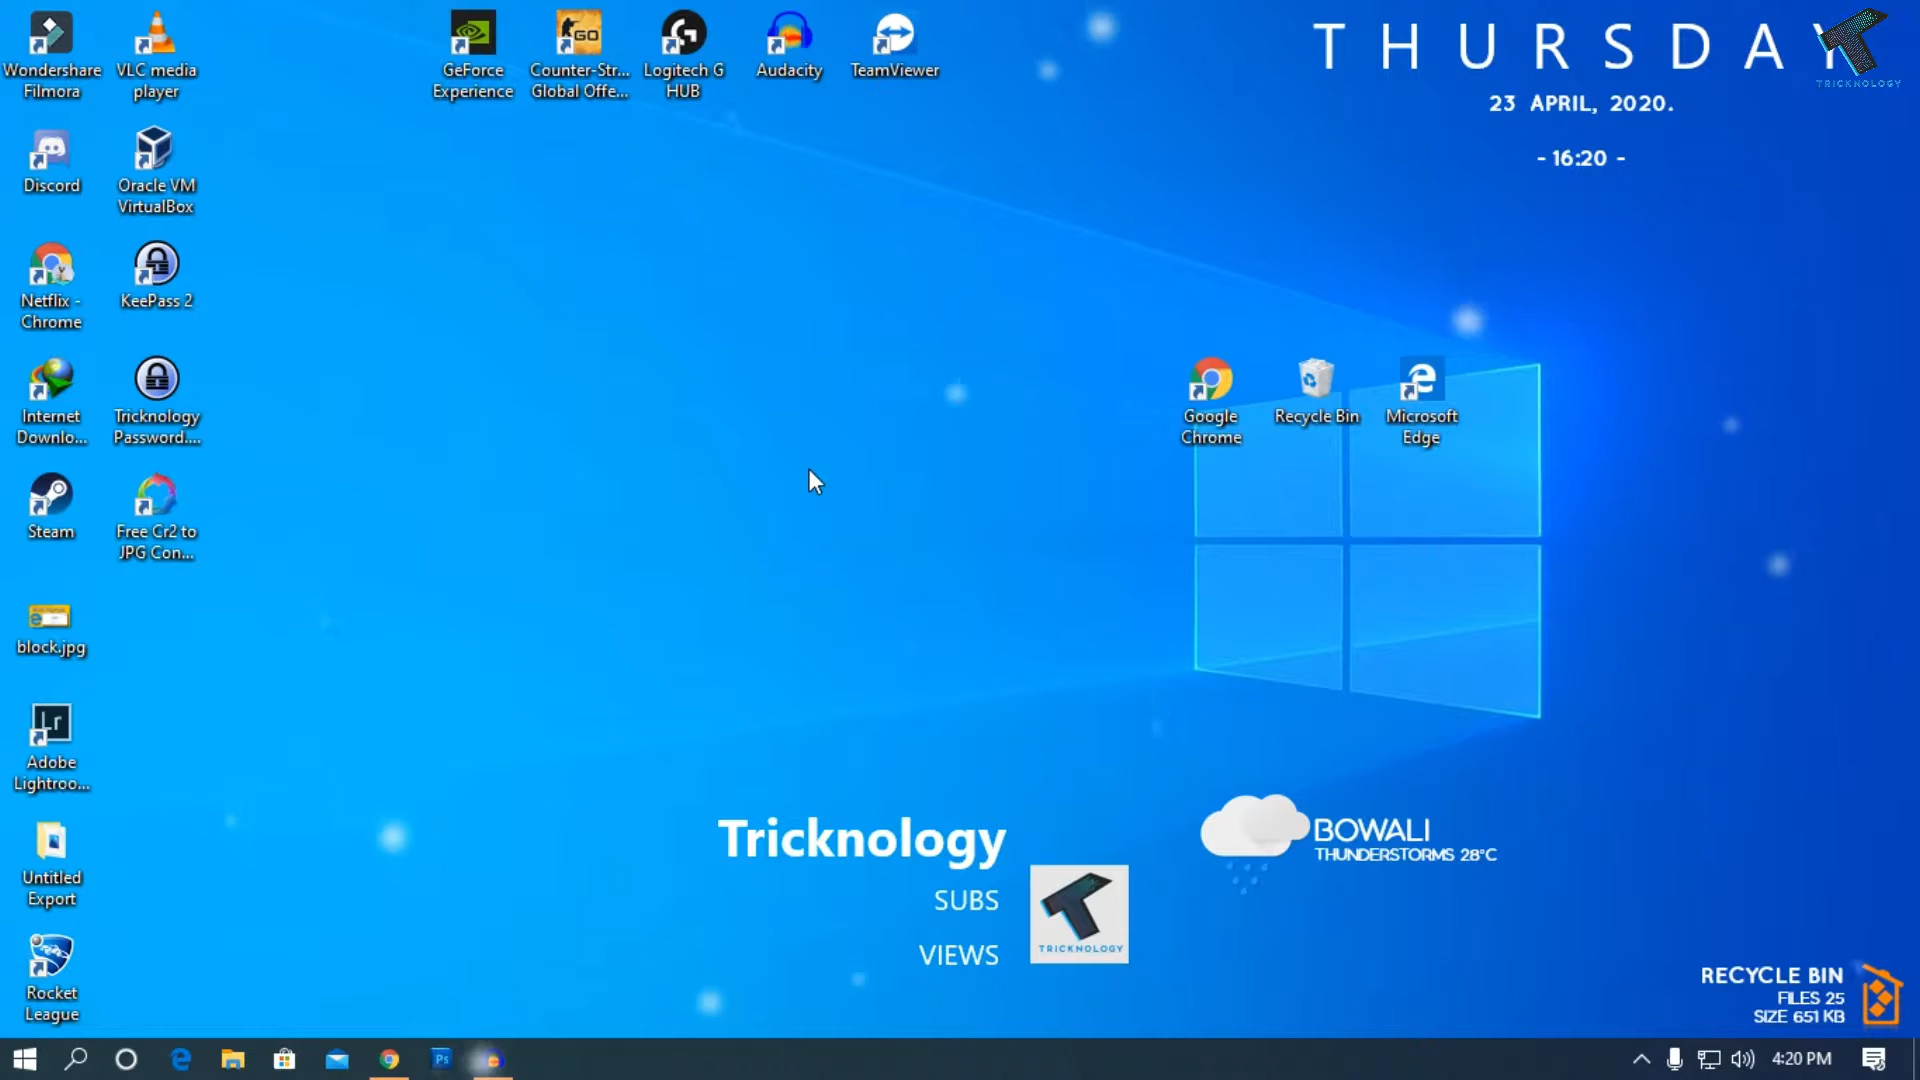 Wondershare
Filmora
VLC media
player
GeForce
Experience
Counter-Str...
Global Offe...
Logitech G
HUB
Audacity
TeamViewer
THURSDAY
TRICKNOLOGY
23 APRIL, 2020.
- 16:20 -
Discord
Oracle VM
VirtualBox
Netflix -
Chrome
KeePass 2
Internet
Downlo...
Tricknology
Password....
Google
Chrome
Recycle Bin
Microsoft
Edge
Steam
Free Cr2 to
JPG Con...
block.jpg
Lr
Adobe
Lightroo...
Untitled
Export
Rocket
League
Tricknology
SUBS
VIEWS
TRICKNOLOGY
BOWALI
THUNDERSTORMS 28°C
RECYCLE BIN
FILES 25
SIZE 651 KB
Ps
4:20 PM